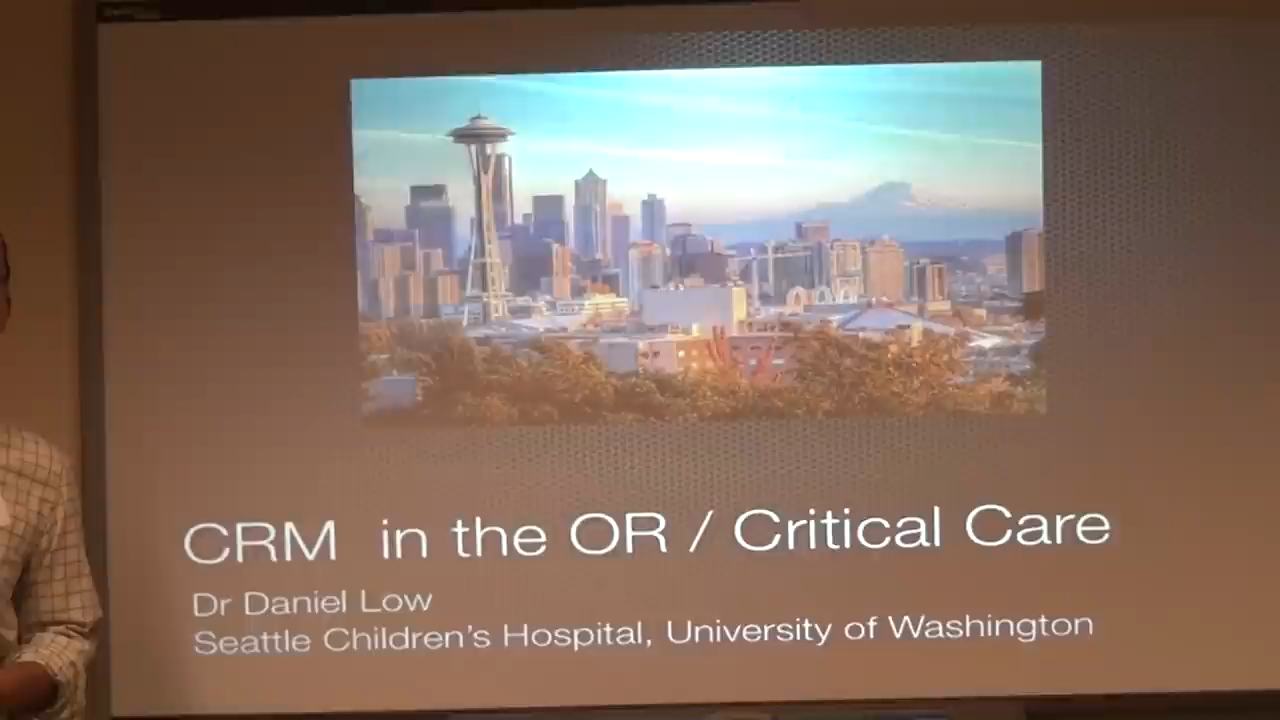 CRM in the OR / Critical Care
Dr Daniel Low
Seattle Children's Hospital, University of Washington